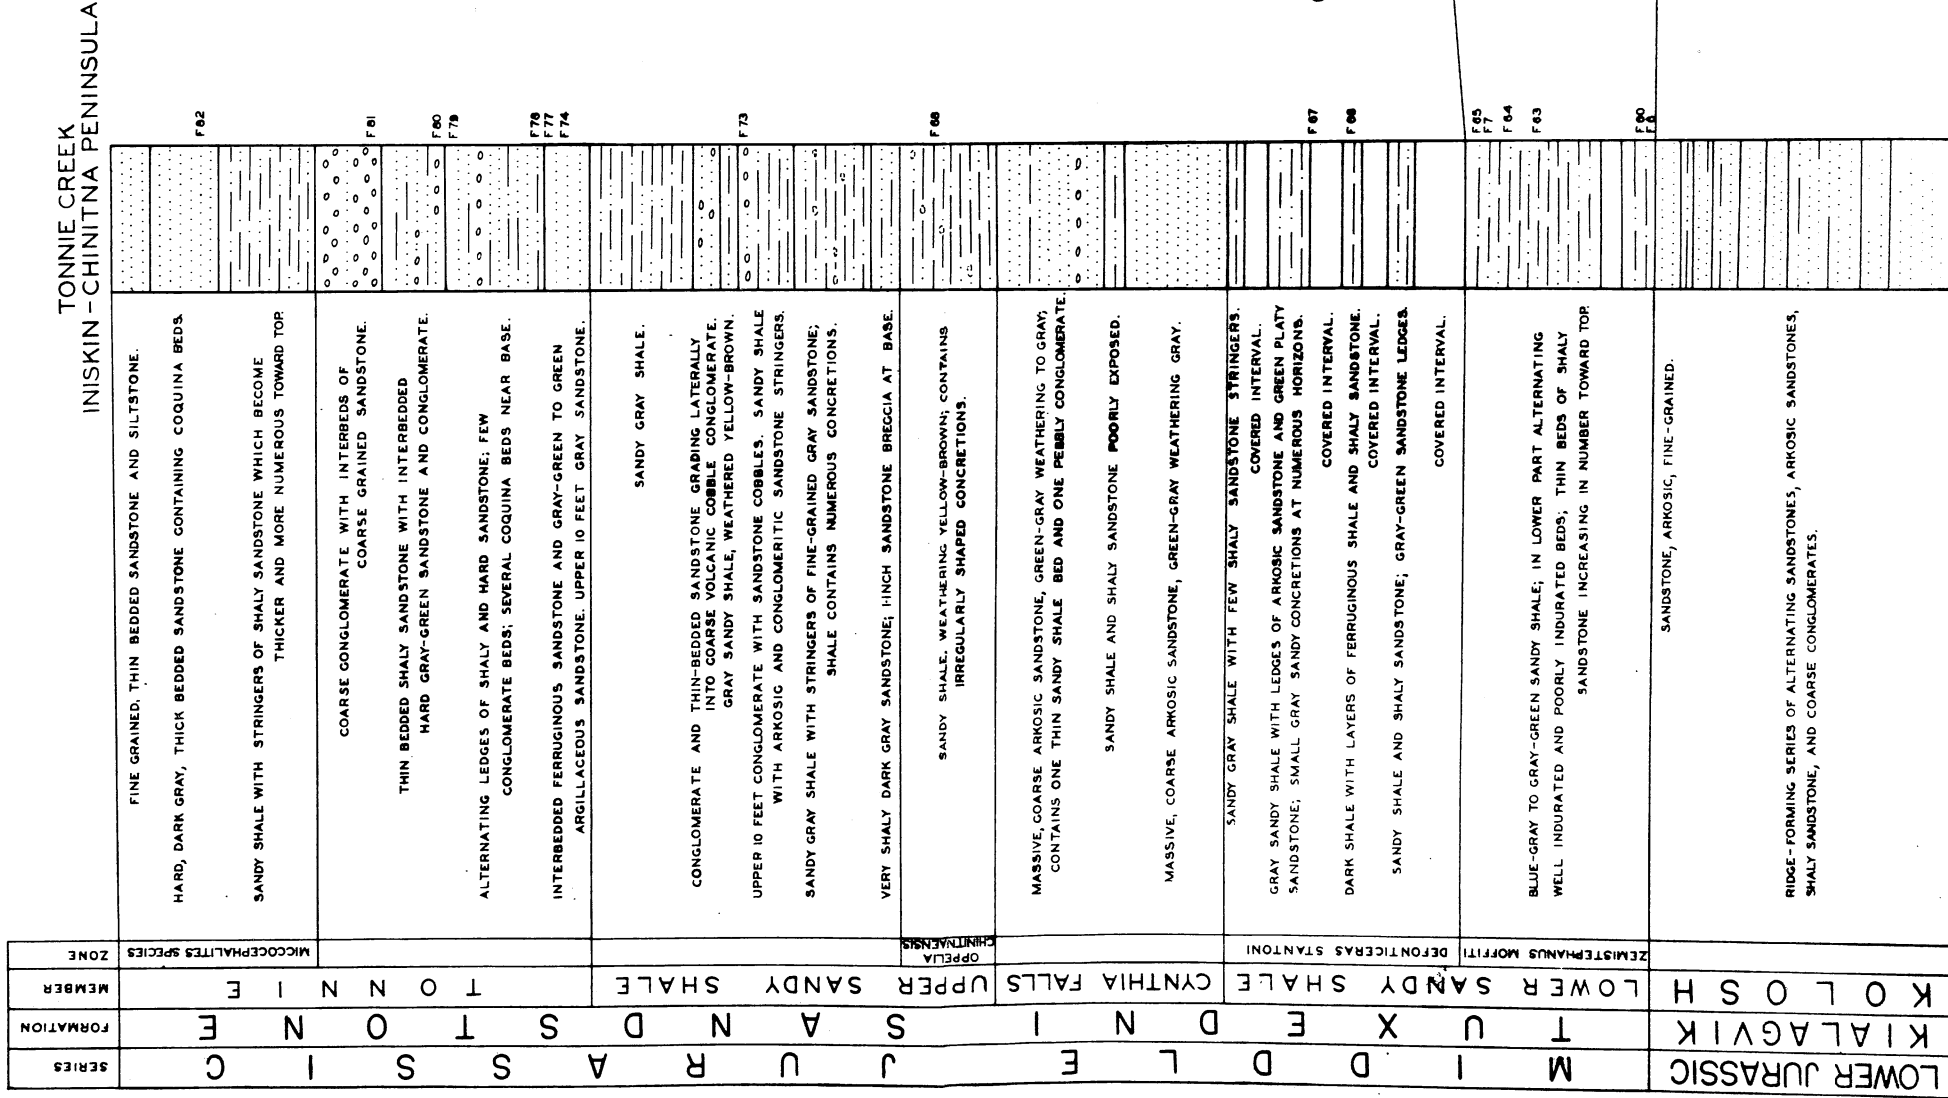 TONNIE CREEK
INISKIN-CHINITNA PENINSULA
F82
F81
F80
F79
F78
F77
F74
F73
F68
F67
F66
F65
F7
F64
F63
F60
F6
FINE GRAINED, THIN BEDDED SANDSTONE AND SILTSTONE.
HARD, DARK GRAY, THICK BEDDED SANDSTONE CONTAINING COQUINA BEDS.
SANDY SHALE WITH STRINGERS OF SHALY SANDSTONE WHICH BECOME
THICKER AND MORE NUMEROUS TOWARD TOP.
COARSE CONGLOMERATE WITH INTERBEDS OF
COARSE GRAINED SANDSTONE.
THIN BEDDED SHALY SANDSTONE WITH INTERBEDDED
HARD GRAY-GREEN SANDSTONE AND CONGLOMERATE.
ALTERNATING LEDGES OF SHALY AND HARD SANDSTONE; FEW
CONGLOMERATE BEDS; SEVERAL COQUINA BEDS NEAR BASE.
INTERBEDDED FERRUGINOUS SANDSTONE AND GRAY-GREEN TO GREEN
ARGILLACEOUS SANDSTONE. UPPER 10 FEET GRAY SANDSTONE.
SANDY GRAY SHALE.
CONGLOMERATE AND THIN-BEDDED SANDSTONE GRADING LATERALLY
INTO COARSE VOLCANIC COBBLE CONGLOMERATE.
GRAY SANDY SHALE, WEATHERED YELLOW-BROWN.
UPPER 10 FEET CONGLOMERATE WITH SANDSTONE COBBLES. SANDY SHALE
WITH ARKOSIC AND CONGLOMERITIC SANDSTONE STRINGERS.
SANDY GRAY SHALE WITH STRINGERS OF FINE-GRAINED GRAY SANDSTONE;
SHALE CONTAINS NUMEROUS CONCRETIONS.
VERY SHALY DARK GRAY SANDSTONE; 1-INCH SANDSTONE BRECCIA AT BASE.
SANDY SHALE. WEATHERING YELLOW-BROWN; CONTAINS
IRREGULARLY SHAPED CONCRETIONS.
MASSIVE, COARSE ARKOSIC SANDSTONE, GREEN-GRAY WEATHERING TO GRAY;
CONTAINS ONE THIN SANDY SHALE BED AND ONE PEBBLY CONGLOMERATE.
SANDY SHALE AND SHALY SANDSTONE POORLY EXPOSED.
MASSIVE, COARSE ARKOSIC SANDSTONE, GREEN-GRAY WEATHERING GRAY.
SANDY GRAY SHALE WITH FEW SHALY SANDSTONE STRINGERS.
COVERED INTERVAL.
GRAY SANDY SHALE WITH LEDGES OF ARKOSIC SANDSTONE AND GREEN PLATY
SANDSTONE; SMALL GRAY SANDY CONCRETIONS AT NUMEROUS HORIZONS.
COVERED INTERVAL.
DARK SHALE WITH LAYERS OF FERRUGINOUS SHALE AND SHALY SANDSTONE.
COVERED INTERVAL.
SANDY SHALE AND SHALY SANDSTONE; GRAY-GREEN SANDSTONE LEDGES.
COVERED INTERVAL.
BLUE-GRAY TO GRAY-GREEN SANDY SHALE; IN LOWER PART ALTERNATING
WELL INDURATED AND POORLY INDURATED BEDS; THIN BEDS OF SHALY
SANDSTONE INCREASING IN NUMBER TOWARD TOP.
SANDSTONE, ARKOSIC, FINE-GRAINED.
RIDGE-FORMING SERIES OF ALTERNATING SANDSTONES, ARKOSIC SANDSTONES,
SHALY SANDSTONE, AND COARSE CONGLOMERATES.
ZONE
MICCOCEPHALITES SPECIES
OPPELIA
CHINITNAENSIS
DEFONTICERAS STANTONI
ZEMISTEPHANUS MOFFITI
MEMBER
TONNIE
UPPER SANDY SHALE
CYNTHIA FALLS
LOWER SANDY SHALE
KOLOSH
FORMATION
TUXEDNI SANDSTONE
KIALAGVIK
SERIES
MIDDLE JURASSIC
LOWER JURASSIC